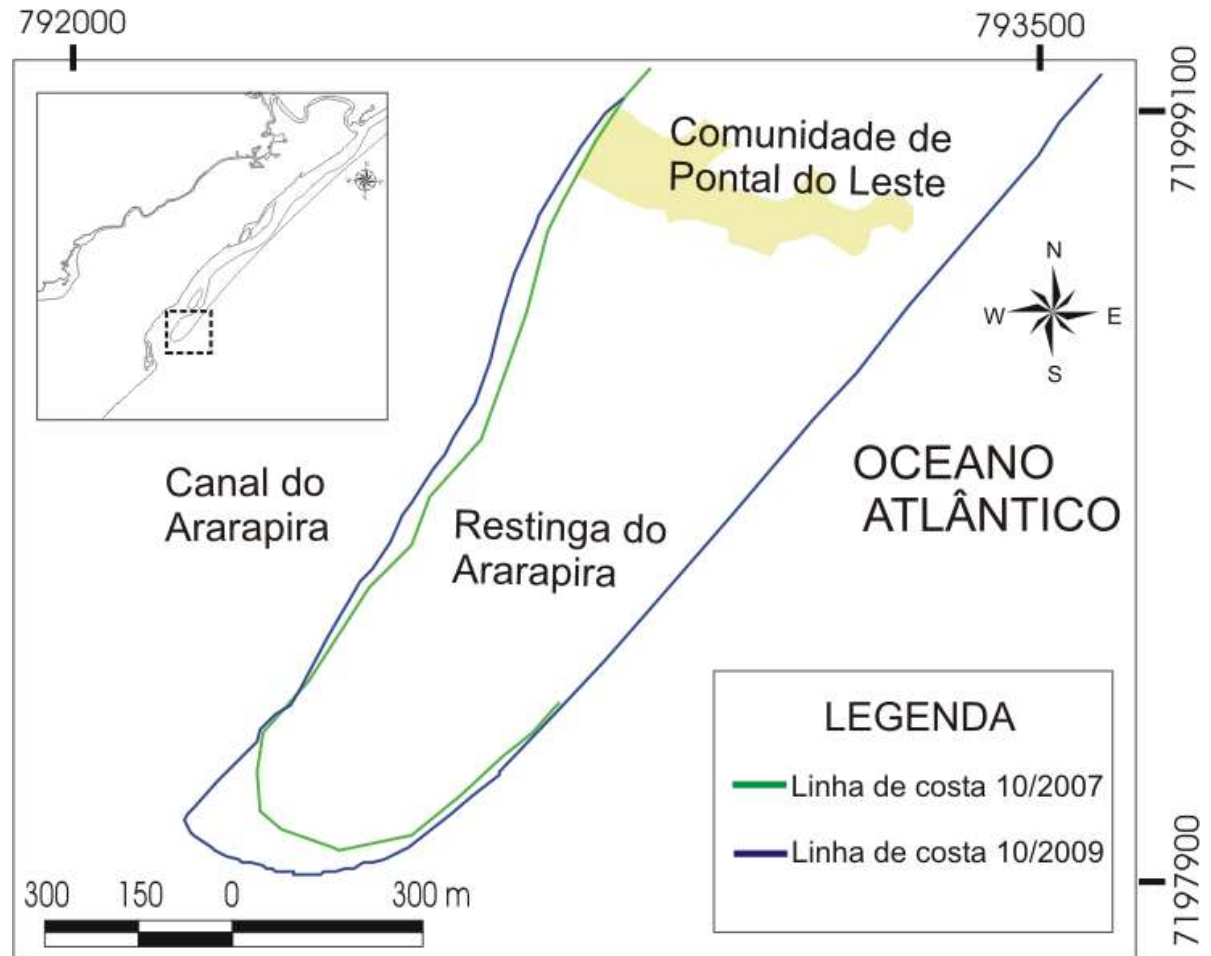 792000
793500
7199100
Comunidade de
Pontal do Leste
N
W
E
S
OCEANO
ATLÂNTICO
Canal do
Ararapira
Restinga do
Ararapira
LEGENDA
Linha de costa 10/2007
Linha de costa 10/2009
7197900
300 150 0 300 m